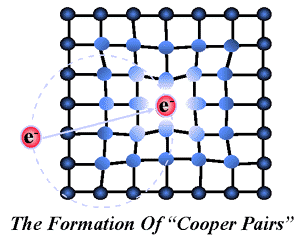 e-
e-
The Formation Of “Cooper Pairs”